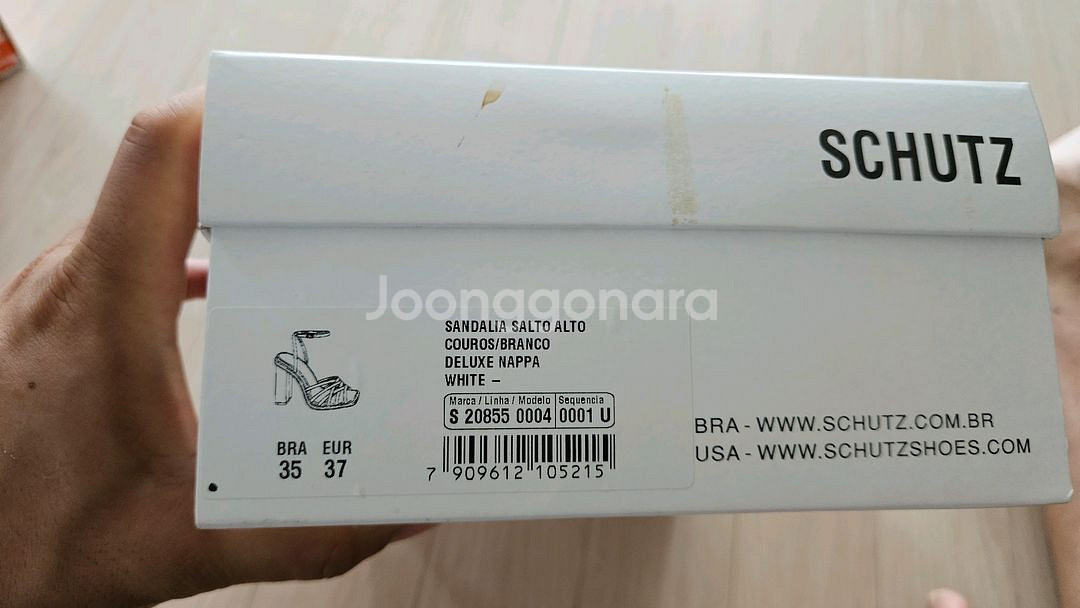 SCHUTZ
Joonggonara
SANDALIA SALTO ALTO
COUROS/BRANCO
DELUXE NAPPA
WHITE –
Marca / Linha / Modelo Sequencia
S 20855 0004 0001 U
BRA EUR
35 37
7 909612 105215
BRA - WWW.SCHUTZ.COM.BR
USA - WWW.SCHUTZSHOES.COM